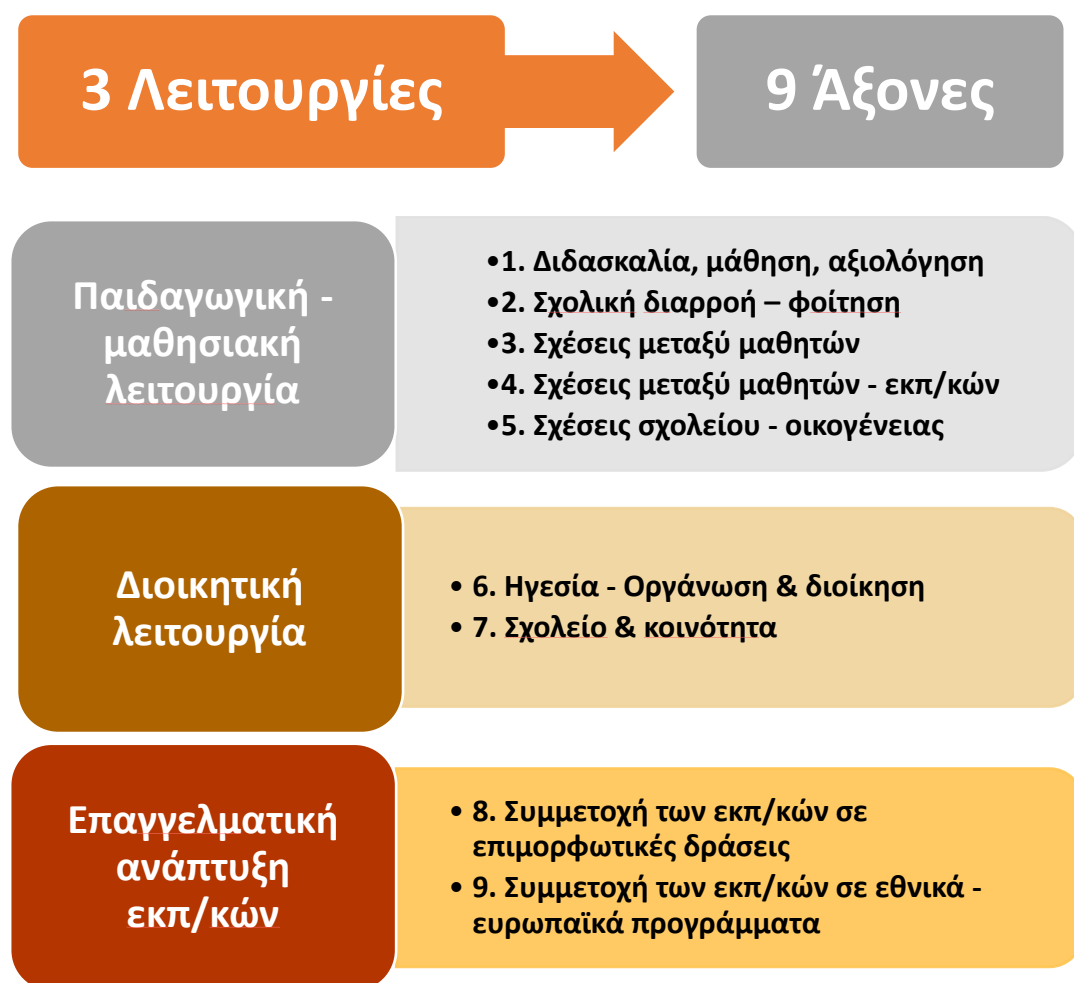 3 Λειτουργίες
9 Άξονες
Παιδαγωγική -
μαθησιακή
λειτουργία
•1. Διδασκαλία, μάθηση, αξιολόγηση
•2. Σχολική διαρροή – φοίτηση
•3. Σχέσεις μεταξύ μαθητών
•4. Σχέσεις μεταξύ μαθητών - εκπ/κών
•5. Σχέσεις σχολείου - οικογένειας
Διοικητική
λειτουργία
• 6. Ηγεσία - Οργάνωση & διοίκηση
• 7. Σχολείο & κοινότητα
Επαγγελματική
ανάπτυξη
εκπ/κών
• 8. Συμμετοχή των εκπ/κών σε
επιμορφωτικές δράσεις
• 9. Συμμετοχή των εκπ/κών σε εθνικά -
ευρωπαϊκά προγράμματα